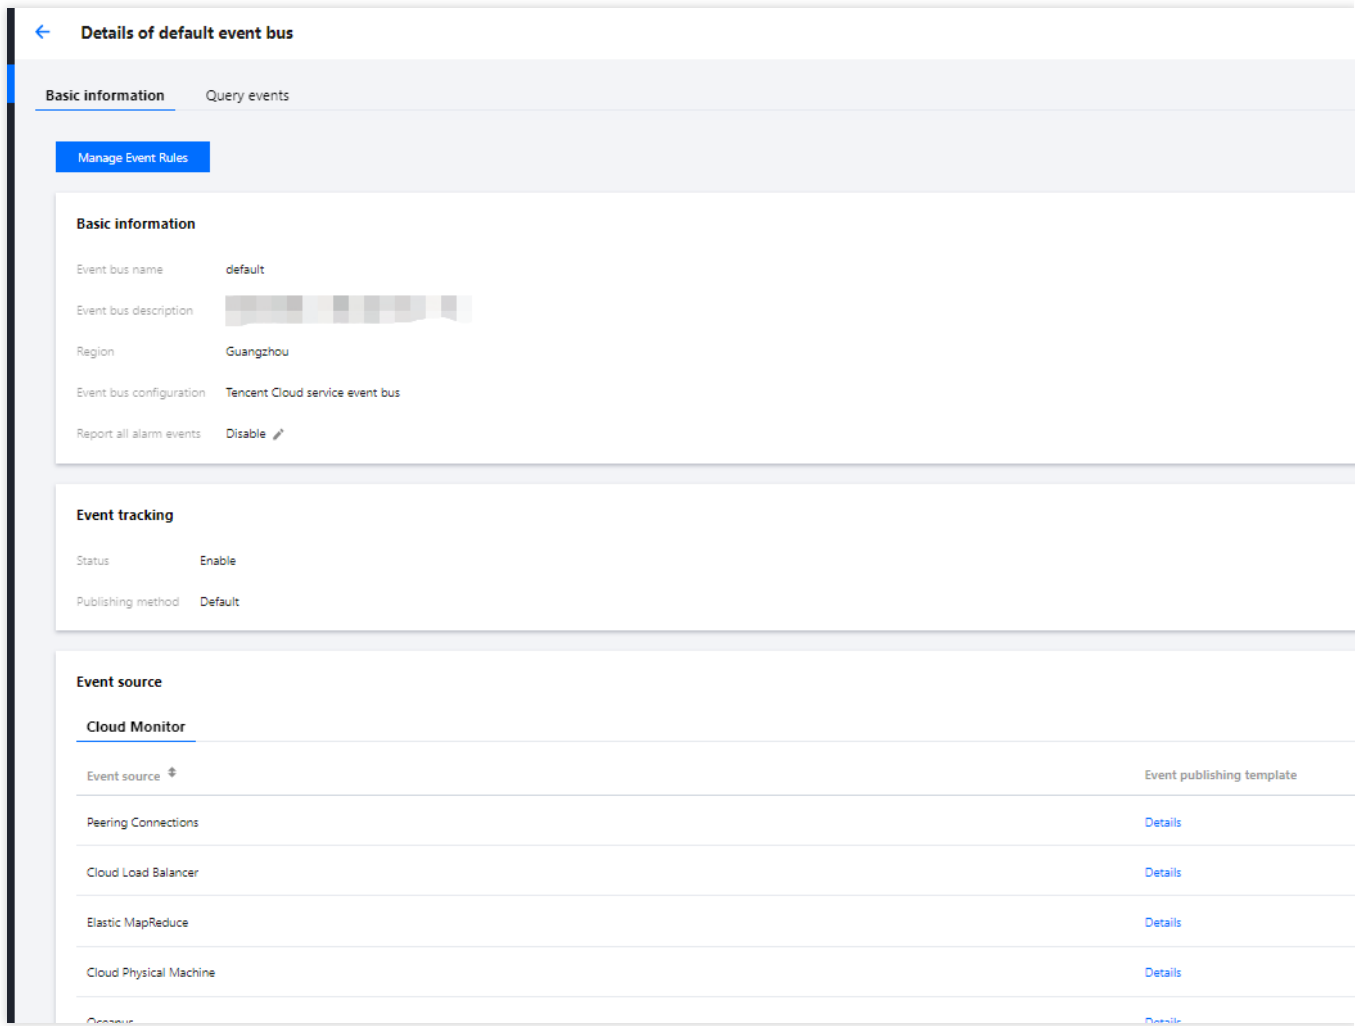 Details of default event bus
Basic information Query events
Manage Event Rules
Basic information
Event bus name default
Event bus description
Region Guangzhou
Event bus configuration Tencent Cloud service event bus
Report all alarm events Disable
Event tracking
Status Enable
Publishing method Default
Event source
Cloud Monitor
Event source Event publishing template
Peering Connections Details
Cloud Load Balancer Details
Elastic MapReduce Details
Cloud Physical Machine Details
Oceanus Details